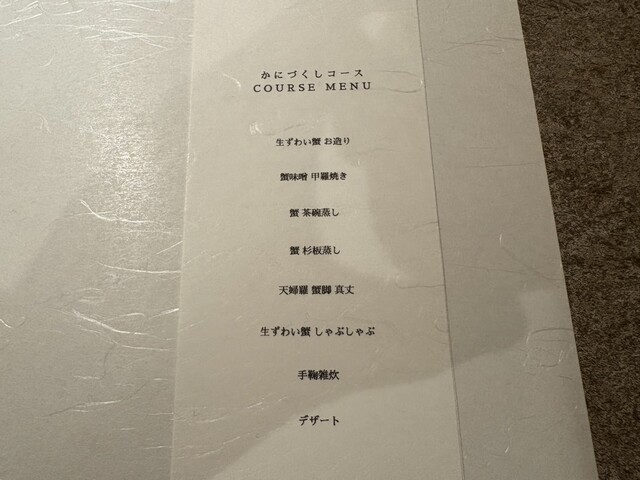 かにづくしコース
COURSE MENU
生ずわい蟹 お造り
蟹味噌 甲羅焼き
蟹 茶碗蒸し
蟹 杉板蒸し
天婦羅 蟹脚 真丈
生ずわい蟹 しゃぶしゃぶ
手鞠雑炊
デザート